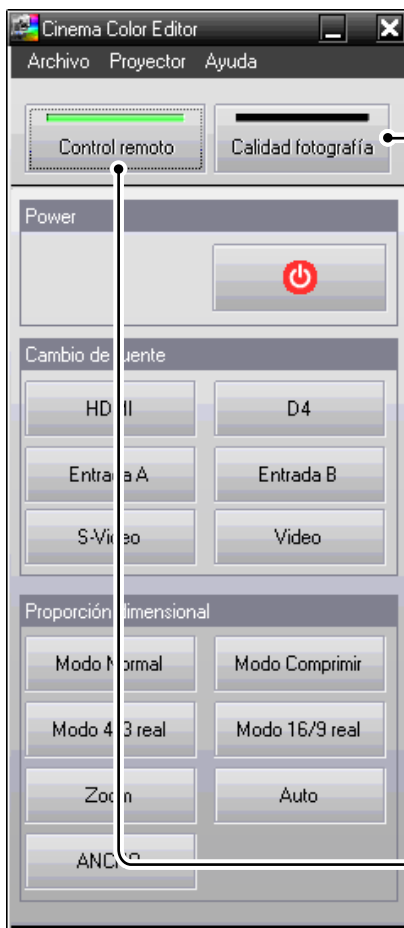 Cinema Color Editor
Archivo Proyector Ayuda
Control remoto Calidad fotografía
Power
Cambio de fuente
HDMI D4
Entrada A Entrada B
S-Video Video
Proporción dimensional
Modo Normal Modo Comprimir
Modo 4/3 real Modo 16/9 real
Zoom Auto
ANCHO